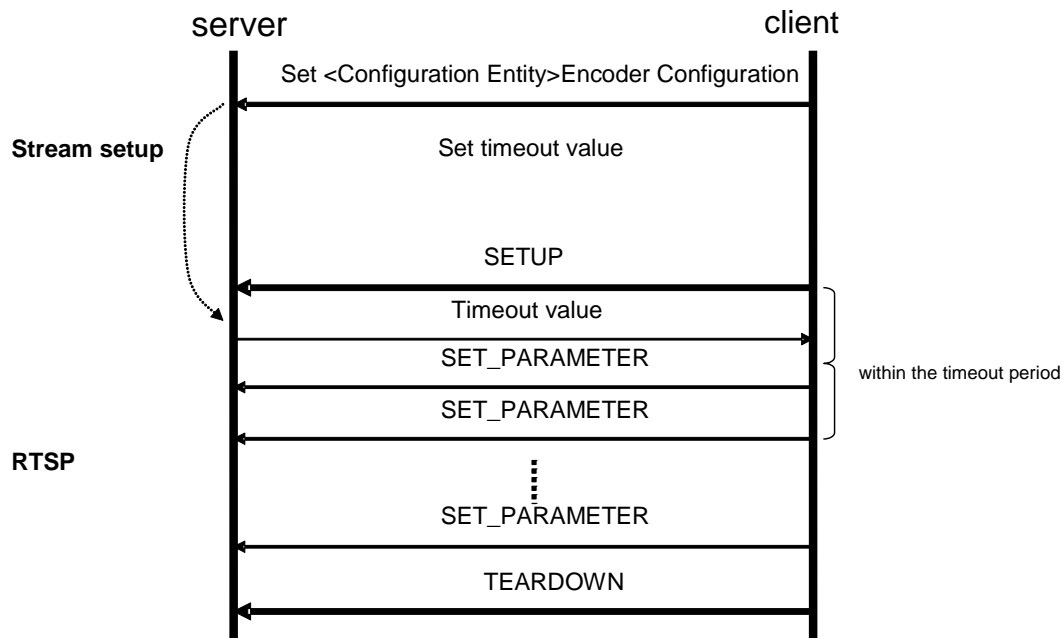 server
client
Set <Configuration Entity>Encoder Configuration
Stream setup
Set timeout value
SETUP
Timeout value
SET_PARAMETER
within the timeout period
SET_PARAMETER
RTSP
SET_PARAMETER
TEARDOWN